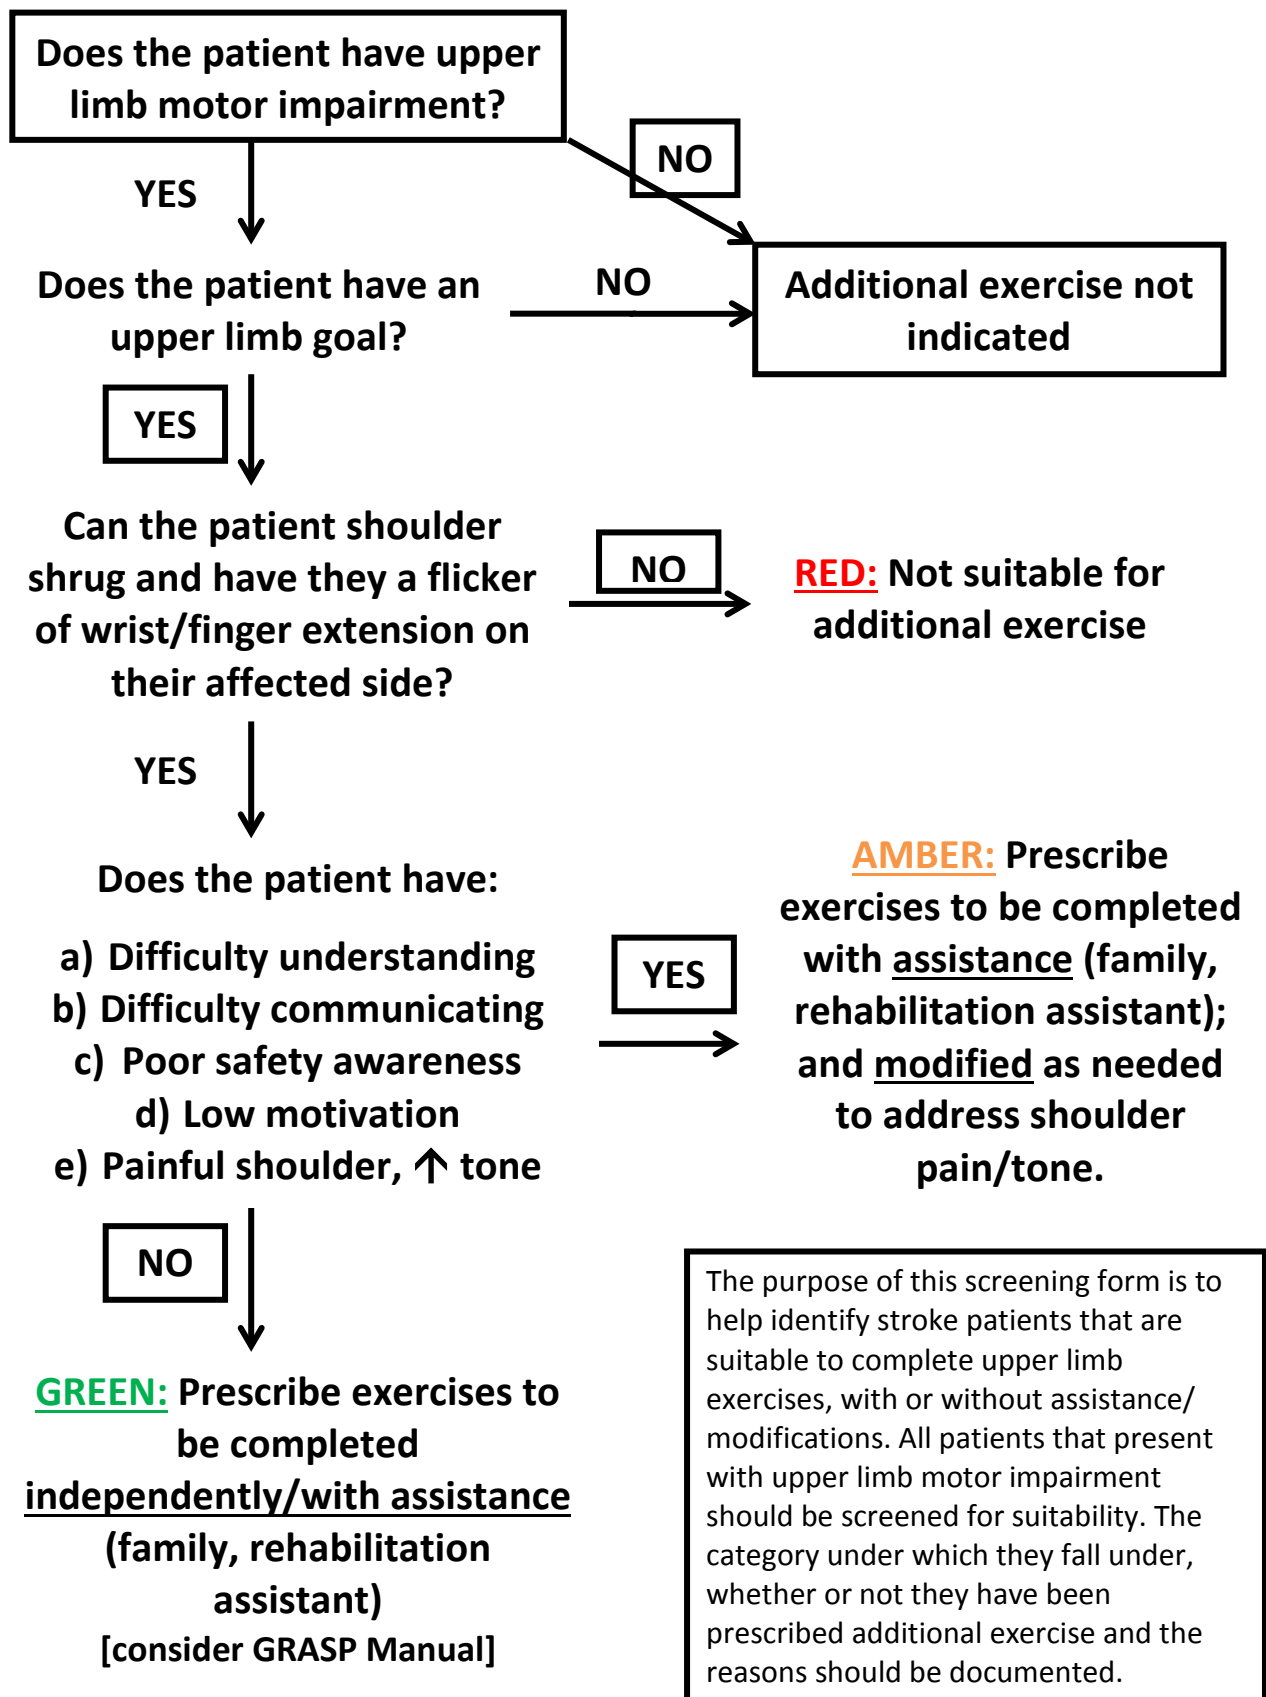 Does the patient have upper
limb motor impairment?
NO
YES
Does the patient have an
upper limb goal?
NO
Additional exercise not
indicated
YES
Can the patient shoulder
shrug and have they a flicker
of wrist/finger extension on
their affected side?
NO
RED: Not suitable for
additional exercise
YES
Does the patient have:
a) Difficulty understanding
b) Difficulty communicating
c) Poor safety awareness
d) Low motivation
e) Painful shoulder, ↑ tone
YES
AMBER: Prescribe
exercises to be completed
with assistance (family,
rehabilitation assistant);
and modified as needed
to address shoulder
pain/tone.
NO
GREEN: Prescribe exercises to
be completed
independently/with assistance
(family, rehabilitation
assistant)
[consider GRASP Manual]
The purpose of this screening form is to
help identify stroke patients that are
suitable to complete upper limb
exercises, with or without assistance/
modifications. All patients that present
with upper limb motor impairment
should be screened for suitability. The
category under which they fall under,
whether or not they have been
prescribed additional exercise and the
reasons should be documented.